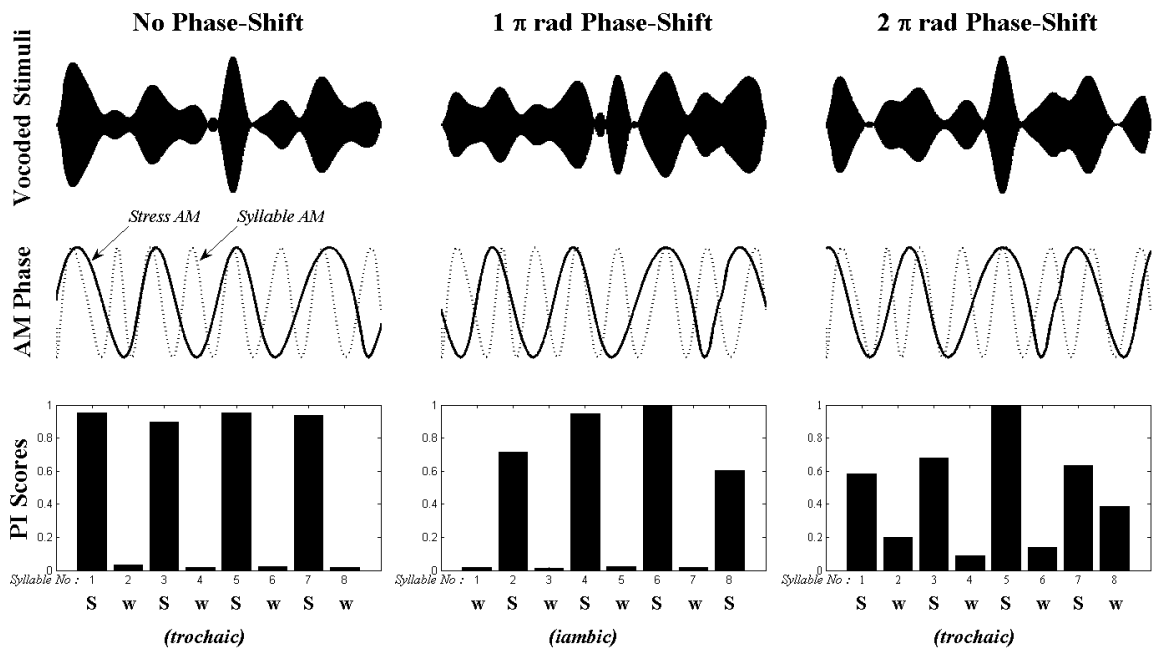 No Phase-Shift
1 π rad Phase-Shift
2 π rad Phase-Shift
Vocoded Stimuli
Stress AM
Syllable AM
AM Phase
PI Scores
1
0.8
0.6
0.4
0.2
0
1
0.8
0.6
0.4
0.2
0
1
0.8
0.6
0.4
0.2
0
Syllable No : 1 2 3 4 5 6 7 8
S w S w S w S w
(trochaic)
Syllable No : 1 2 3 4 5 6 7 8
w S w S w S w S
(iambic)
Syllable No : 1 2 3 4 5 6 7 8
S w S w S w S w
(trochaic)